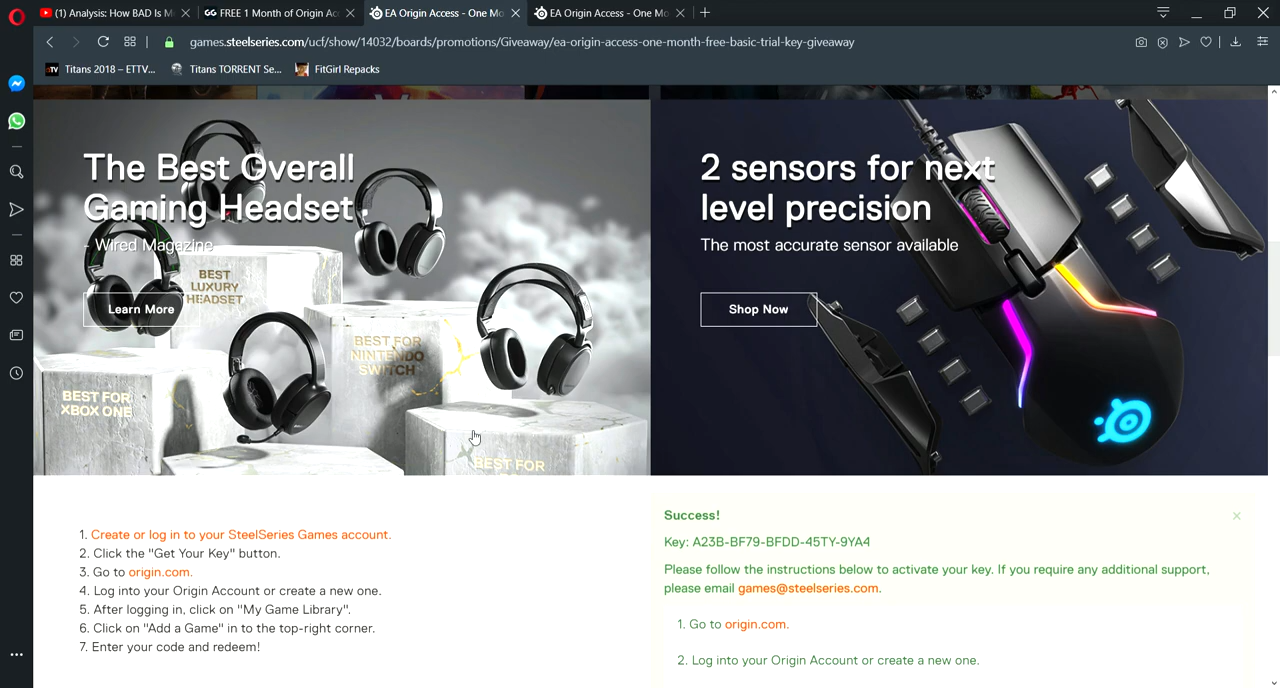 (1) Analysis: How BAD Is M
FREE 1 Month of Origin Ac
EA Origin Access - One Mo
EA Origin Access - One Mo
games.steelseries.com/ucf/show/14032/boards/promotions/Giveaway/ea-origin-access-one-month-free-basic-trial-key-giveaway
Titans 2018 – ETTV...
Titans TORRENT Se...
FitGirl Repacks
The Best Overall
Gaming Headset.
- Wired Magazine
Learn More
BEST
LUXURY
HEADSET
BEST FOR
NINTENDO
SWITCH
BEST FOR
XBOX ONE
BEST FOR
2 sensors for next
level precision
The most accurate sensor available
Shop Now
1. Create or log in to your SteelSeries Games account.
2. Click the "Get Your Key" button.
3. Go to origin.com.
4. Log into your Origin Account or create a new one.
5. After logging in, click on "My Game Library".
6. Click on "Add a Game" in to the top-right corner.
7. Enter your code and redeem!
Success!
Key: A23B-BF79-BFDD-45TY-9YA4
Please follow the instructions below to activate your key. If you require any additional support,
please email games@steelseries.com.
1. Go to origin.com.
2. Log into your Origin Account or create a new one.